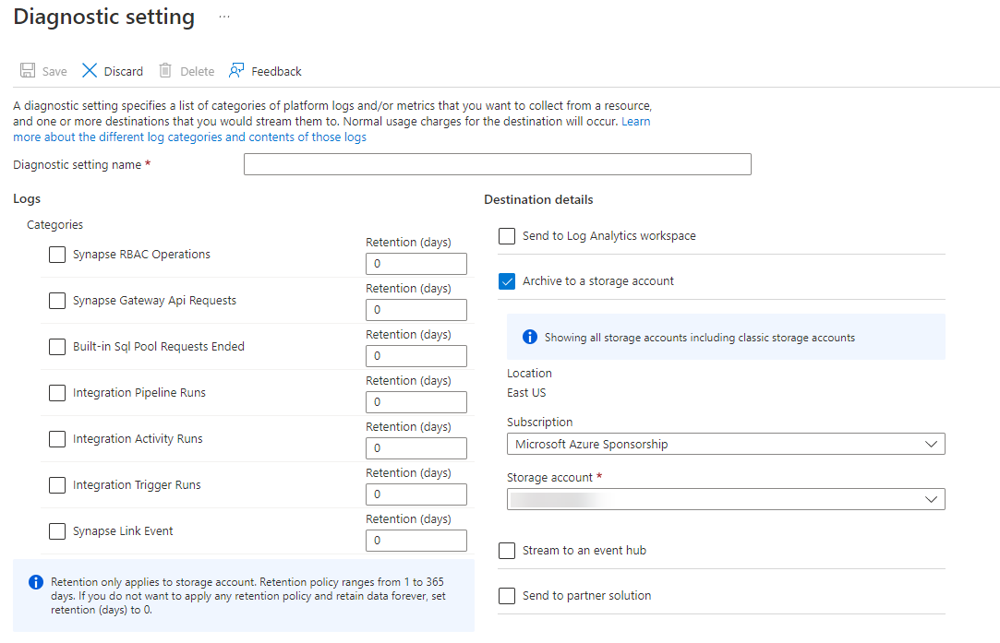 Diagnostic setting ...
Save Discard Delete Feedback
A diagnostic setting specifies a list of categories of platform logs and/or metrics that you want to collect from a resource,
and one or more destinations that you would stream them to. Normal usage charges for the destination will occur. Learn
more about the different log categories and contents of those logs
Diagnostic setting name *
Logs
Categories
Synapse RBAC Operations
Retention (days)
0
Synapse Gateway Api Requests
Retention (days)
0
Built-in Sql Pool Requests Ended
Retention (days)
0
Integration Pipeline Runs
Retention (days)
0
Integration Activity Runs
Retention (days)
0
Integration Trigger Runs
Retention (days)
0
Synapse Link Event
Retention (days)
0
Retention only applies to storage account. Retention policy ranges from 1 to 365
days. If you do not want to apply any retention policy and retain data forever, set
retention (days) to 0.
Destination details
Send to Log Analytics workspace
Archive to a storage account
Showing all storage accounts including classic storage accounts
Location
East US
Subscription
Microsoft Azure Sponsorship
Storage account *
Stream to an event hub
Send to partner solution